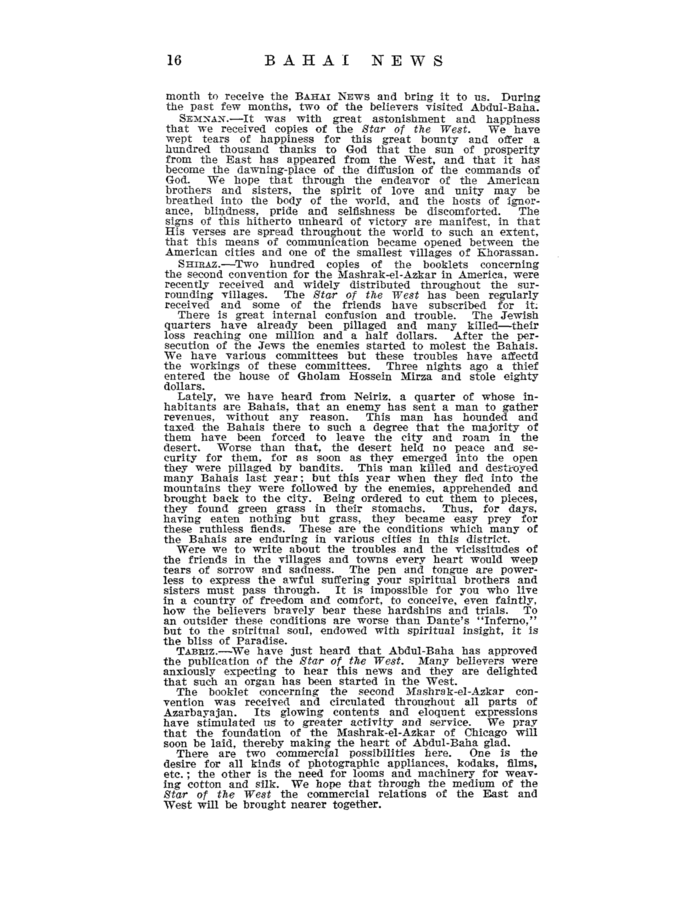 16 BAHAI NEWS
month to receive the BAHAI NEWS and bring it to us. During
the past few months, two of the believers visited Abdul-Baha.
SEMNAN.—It was with great astonishment and happiness
that we received copies of the Star of the West. We have
wept tears of happiness for this great bounty and offer a
hundred thousand thanks to God that the sun of prosperity
from the East has appeared from the West, and that it has
become the dawning-place of the diffusion of the commands of
God. We hope that through the endeavor of the American
brothers and sisters, the spirit of love and unity may be
breathed into the body of the world, and the hosts of ignor-
ance, blindness, pride and selfishness be discomforted. The
signs of this hitherto unheard of victory are manifest, in that
His verses are spread throughout the world to such an extent,
that this means of communication became opened between the
American cities and one of the smallest villages of Khorassan.
SHIRAZ.—Two hundred copies of the booklets concerning
the second convention for the Mashrak-el-Azkar in America, were
recently received and widely distributed throughout the sur-
rounding villages. The Star of the West has been regularly
received and some of the friends have subscribed for it.
There is great internal confusion and trouble. The Jewish
quarters have already been pillaged and many killed—their
loss reaching one million and a half dollars. After the per-
secution of the Jews the enemies started to molest the Bahais.
We have various committees but these troubles have affectd
the workings of these committees. Three nights ago a thief
entered the house of Gholam Hossein Mirza and stole eighty
dollars.
Lately, we have heard from Neiriz, a quarter of whose in-
habitants are Bahais, that an enemy has sent a man to gather
revenues, without any reason. This man has hounded and
taxed the Bahais there to such a degree that the majority of
them have been forced to leave the city and roam in the
desert. Worse than that, the desert held no peace and se-
curity for them, for as soon as they emerged into the open
they were pillaged by bandits. This man killed and destroyed
many Bahais last year; but this year when they fled into the
mountains they were followed by the enemies, apprehended and
brought back to the city. Being ordered to cut them to pieces,
they found green grass in their stomachs. Thus, for days,
having eaten nothing but grass, they became easy prey for
these ruthless fiends. These are the conditions which many of
the Bahais are enduring in various cities in this district.
Were we to write about the troubles and the vicissitudes of
the friends in the villages and towns every heart would weep
tears of sorrow and sadness. The pen and tongue are power-
less to express the awful suffering your spiritual brothers and
sisters must pass through. It is impossible for you who live
in a country of freedom and comfort, to conceive, even faintly,
how the believers bravely bear these hardships and trials. To
an outsider these conditions are worse than Dante's "Inferno,"
but to the spiritual soul, endowed with spiritual insight, it is
the bliss of Paradise.
TABRIZ.—We have just heard that Abdul-Baha has approved
the publication of the Star of the West. Many believers were
anxiously expecting to hear this news and they are delighted
that such an organ has been started in the West.
The booklet concerning the second Mashrak-el-Azkar con-
vention was received and circulated throughout all parts of
Azarbayajan. Its glowing contents and eloquent expressions
have stimulated us to greater activity and service. We pray
that the foundation of the Mashrak-el-Azkar of Chicago will
soon be laid, thereby making the heart of Abdul-Baha glad.
There are two commercial possibilities here. One is the
desire for all kinds of photographic appliances, kodaks, films,
etc.; the other is the need for looms and machinery for weav-
ing cotton and silk. We hope that through the medium of the
Star of the West the commercial relations of the East and
West will be brought nearer together.